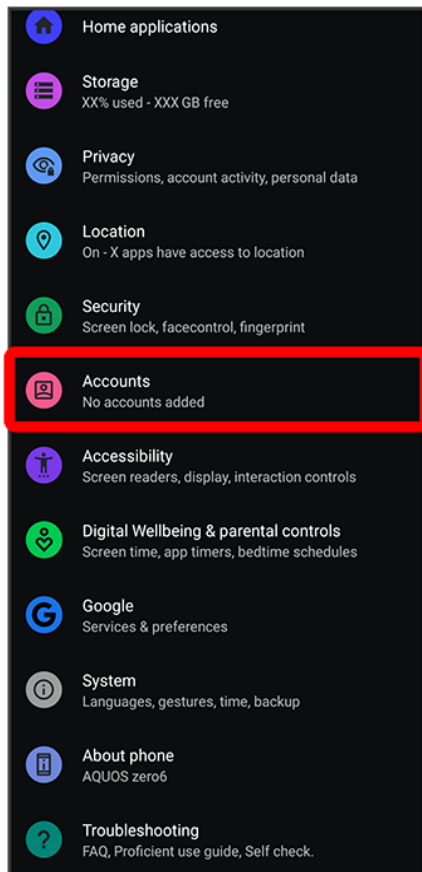 Home applications
Storage
XX% used - XXX GB free
Privacy
Permissions, account activity, personal data
Location
On - X apps have access to location
Security
Screen lock, facecontrol, fingerprint
Accounts
No accounts added
Accessibility
Screen readers, display, interaction controls
Digital Wellbeing & parental controls
Screen time, app timers, bedtime schedules
Google
Services & preferences
System
Languages, gestures, time, backup
About phone
AQUOS zero6
Troubleshooting
FAQ, Proficient use guide, Self check.